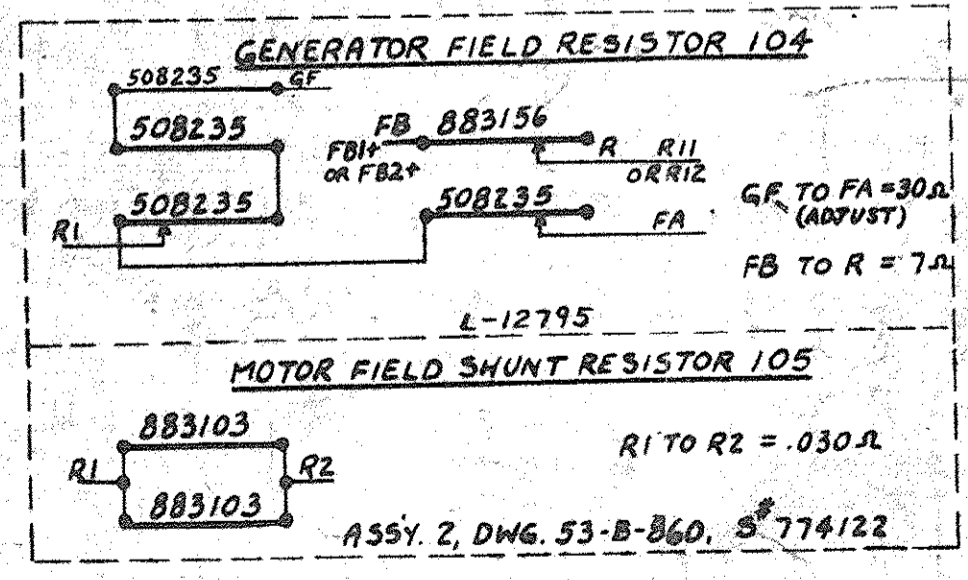 GENERATOR FIELD RESISTOR 104
508235 GF
508235
FB 883156
FB1+
OR FB2+
R R11
OR R12
508235
508235
R1
FA
GF TO FA = 30Ω
(ADJUST)
FB TO R = 7Ω
L-12795
MOTOR FIELD SHUNT RESISTOR 105
883103
R1 R2
883103
R1 TO R2 = .030Ω
ASSY. 2, DWG. 53-B-860, S# 774122